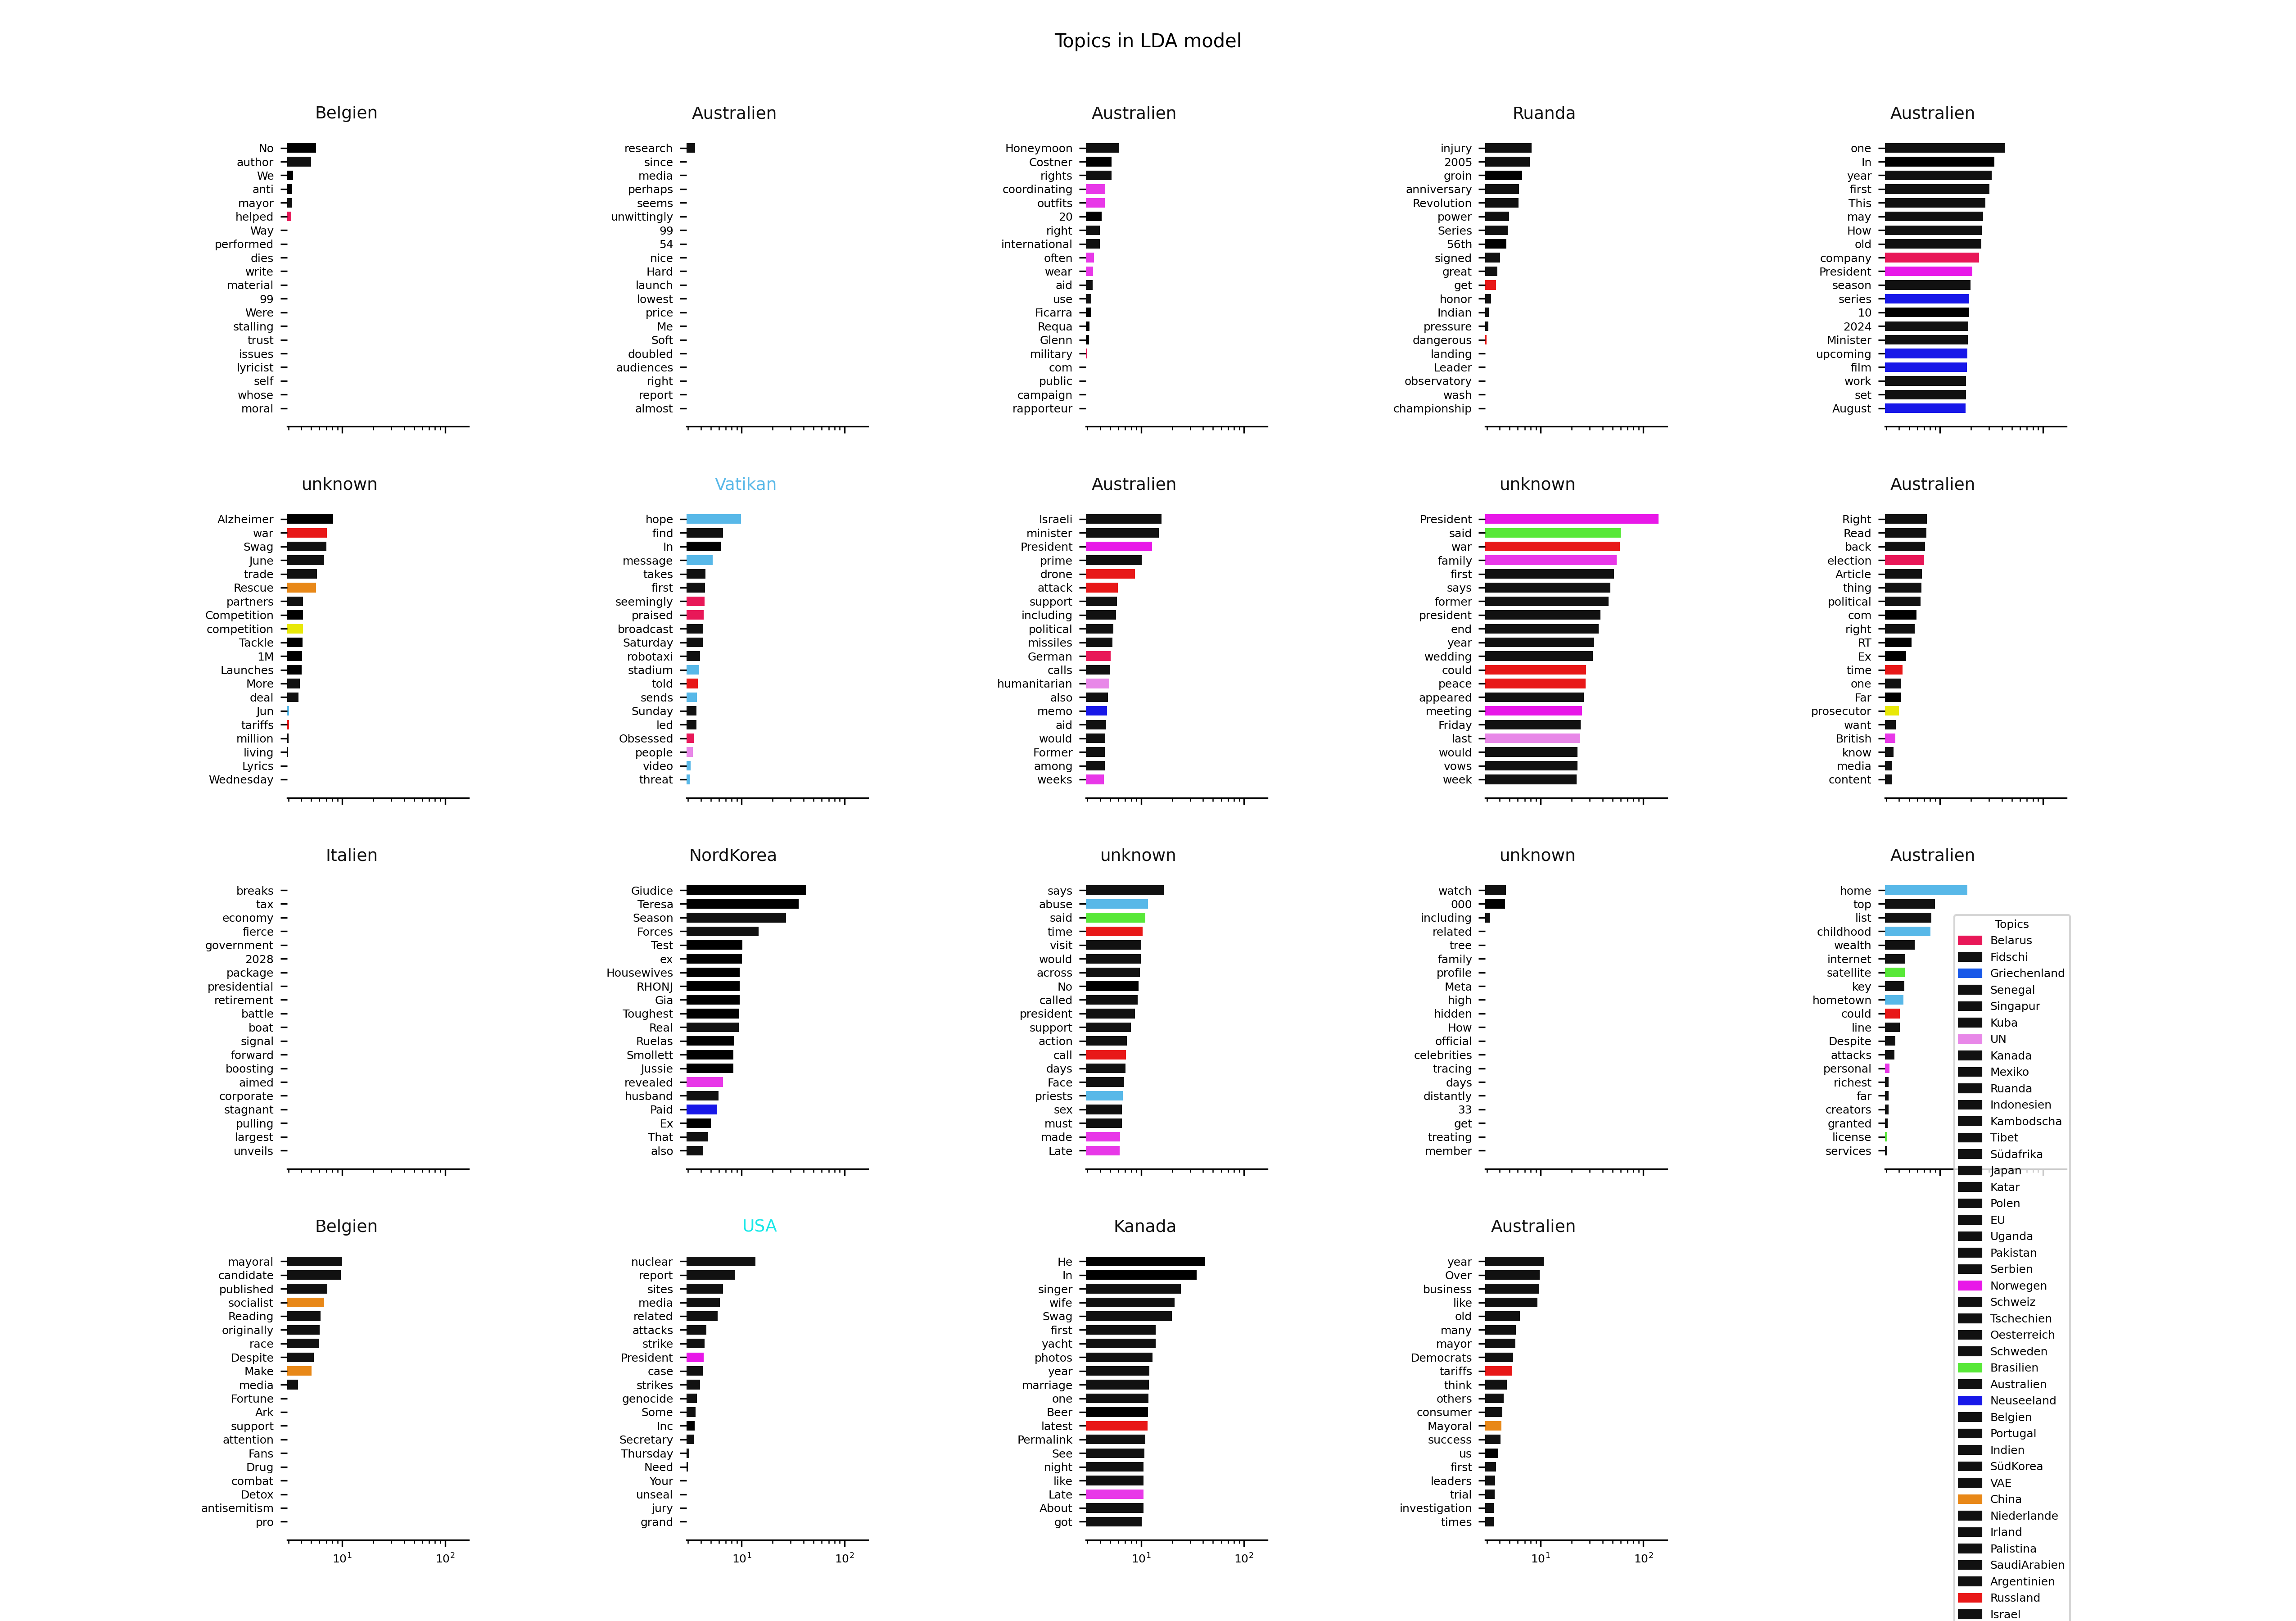 Topics in LDA model
Belgien
No
author
We
anti
mayor
helped
Way
performed
dies
write
material
99
Were
stalling
trust
issues
lyricist
self
whose
moral
Australien
research
since
media
perhaps
seems
unwittingly
99
54
nice
Hard
launch
lowest
price
Me
Soft
doubled
audiences
right
report
almost
Australien
Honeymoon
Costner
rights
coordinating
outfits
20
right
international
often
wear
aid
use
Ficarra
Requa
Glenn
military
com
public
campaign
rapporteur
Ruanda
injury
2005
groin
anniversary
Revolution
power
Series
56th
signed
great
get
honor
Indian
pressure
dangerous
landing
Leader
observatory
wash
championship
Australien
one
In
year
first
This
may
How
old
company
President
season
series
10
2024
Minister
upcoming
film
work
set
August
unknown
Alzheimer
war
Swag
June
trade
Rescue
partners
Competition
competition
Tackle
1M
Launches
More
deal
Jun
tariffs
million
living
Lyrics
Wednesday
Vatikan
hope
find
In
message
takes
first
seemingly
praised
broadcast
Saturday
robotaxi
stadium
told
sends
Sunday
led
Obsessed
people
video
threat
Australien
Israeli
minister
President
prime
drone
attack
support
including
political
missiles
German
calls
humanitarian
also
memo
aid
would
Former
among
weeks
unknown
President
said
war
family
first
says
former
president
end
year
wedding
could
peace
appeared
meeting
Friday
last
would
vows
week
Australien
Right
Read
back
election
Article
thing
political
com
right
RT
Ex
time
one
Far
prosecutor
want
British
know
media
content
Italien
breaks
tax
economy
fierce
government
2028
package
presidential
retirement
battle
boat
signal
forward
boosting
aimed
corporate
stagnant
pulling
largest
unveils
NordKorea
Giudice
Teresa
Season
Forces
Test
ex
Housewives
RHONJ
Gia
Toughest
Real
Ruelas
Smollett
Jussie
revealed
husband
Paid
Ex
That
also
unknown
says
abuse
said
time
visit
would
across
No
called
president
support
action
call
days
Face
priests
sex
must
made
Late
unknown
watch
000
including
related
tree
family
profile
Meta
high
hidden
How
official
celebrities
tracing
days
distantly
33
get
treating
member
Australien
home
top
list
childhood
wealth
internet
satellite
key
hometown
could
line
Despite
attacks
personal
richest
far
creators
granted
license
services
Belgien
mayoral
candidate
published
socialist
Reading
originally
race
Despite
Make
media
Fortune
Ark
support
attention
Fans
Drug
combat
Detox
antisemitism
pro
10¹ 10²
USA
nuclear
report
sites
media
related
attacks
strike
President
case
strikes
genocide
Some
Inc
Secretary
Thursday
Need
Your
unseal
jury
grand
10¹ 10²
Kanada
He
In
singer
wife
Swag
first
yacht
photos
year
marriage
one
Beer
latest
Permalink
See
night
like
Late
About
got
10¹ 10²
Australien
year
Over
business
like
old
many
mayor
Democrats
tariffs
think
others
consumer
Mayoral
success
us
first
leaders
trial
investigation
times
10¹ 10²
Topics
Belarus
Fidschi
Griechenland
Senegal
Singapur
Kuba
UN
Kanada
Mexiko
Ruanda
Indonesien
Kambodscha
Tibet
Südafrika
Japan
Katar
Polen
EU
Uganda
Pakistan
Serbien
Norwegen
Schweiz
Tschechien
Oesterreich
Schweden
Brasilien
Australien
Neuseeland
Belgien
Portugal
Indien
SüdKorea
VAE
China
Niederlande
Irland
Palistina
SaudiArabien
Argentinien
Russland
Israel